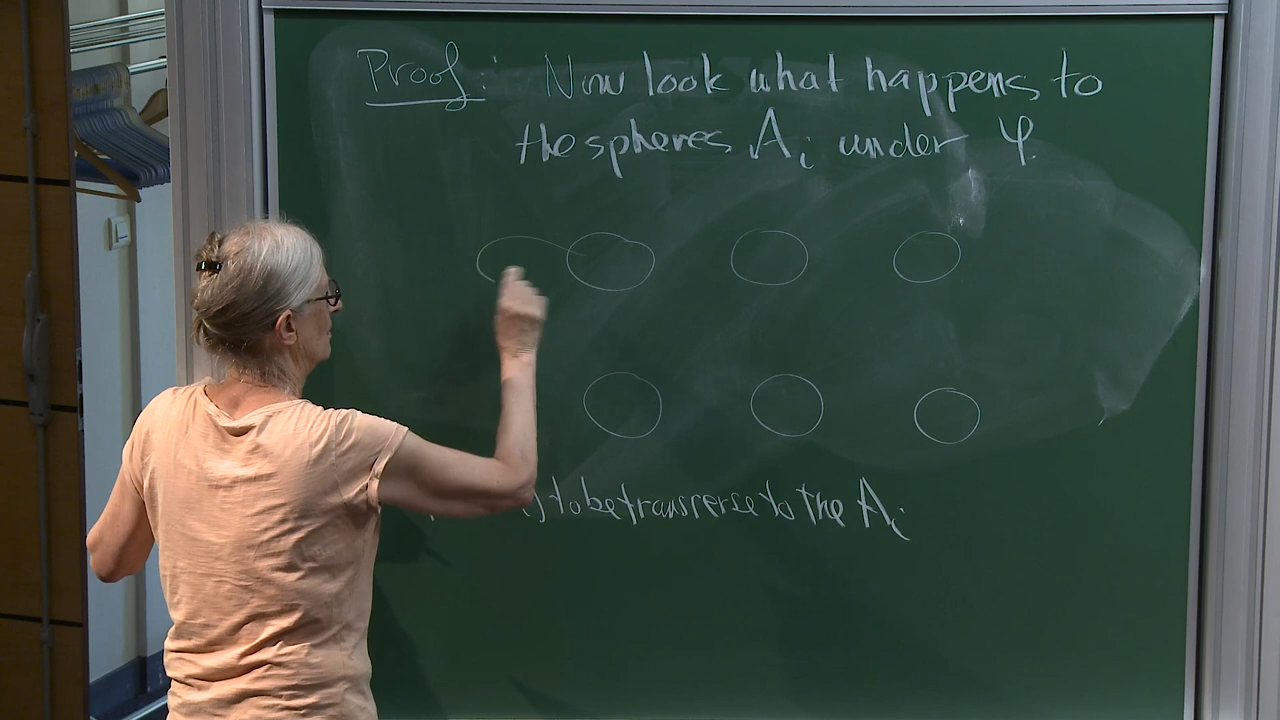 Proof: Now look what happens to
the spheres A_i under φ.
to be transverse to the A_i